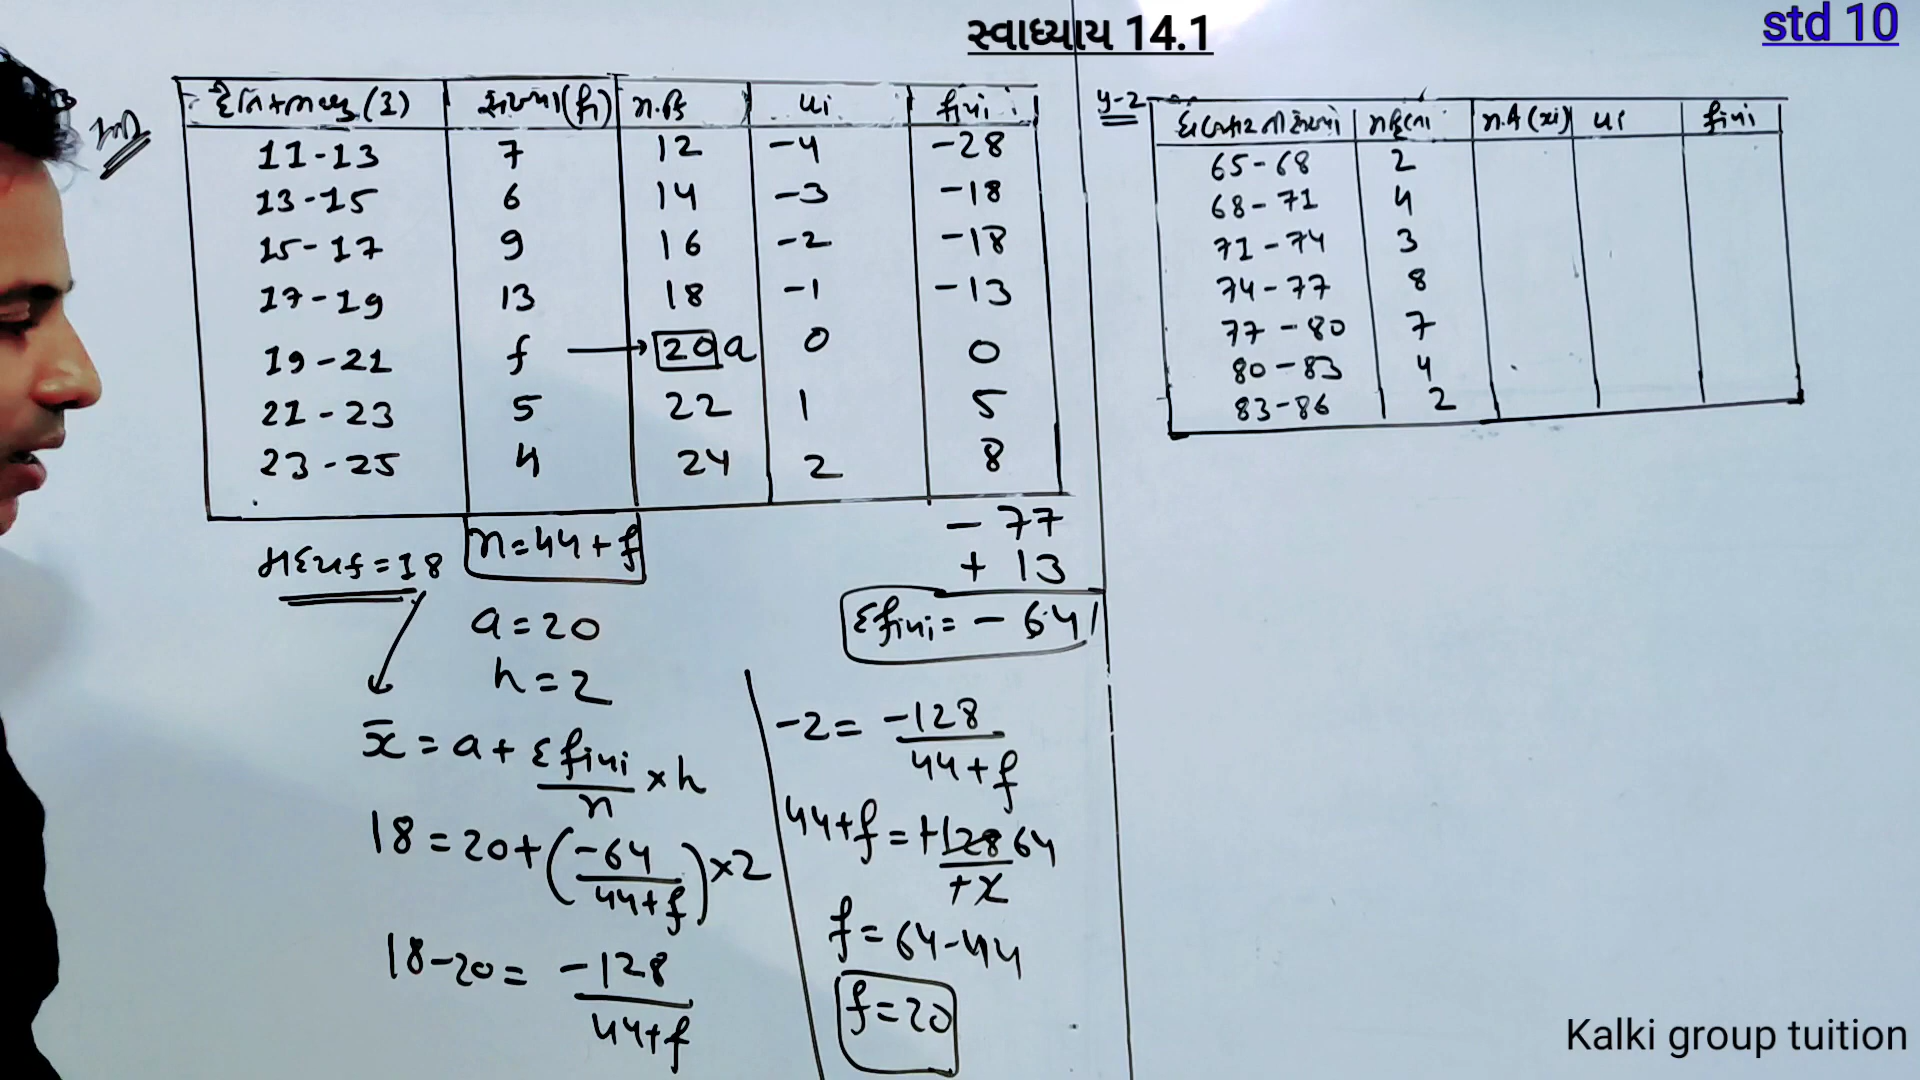 સ્વાધ્યાય 14.1
std 10
(રૂ) (fi) ui fiui
11-13 7 12 -4 -28
13-15 6 14 -3 -18
15-17 9 16 -2 -18
17-19 13 18 -1 -13
19-21 f → 20 a 0 0
21-23 5 22 1 5
23-25 4 24 2 8
મધ્યક = 18 n=44+f
- 77
+ 13
Σfiui = - 64
a = 20
h = 2
x̄ = a + Σfiui/n × h
18 = 20 + (-64/44+f) × 2
18-20 = -128/44+f
-2 = -128/44+f
44+f = +128/+2 64
f = 64-44
f = 20
(xi) ui fiui
65-68 2
68-71 4
71-74 3
74-77 8
77-80 7
80-83 4
83-86 2
Kalki group tuition